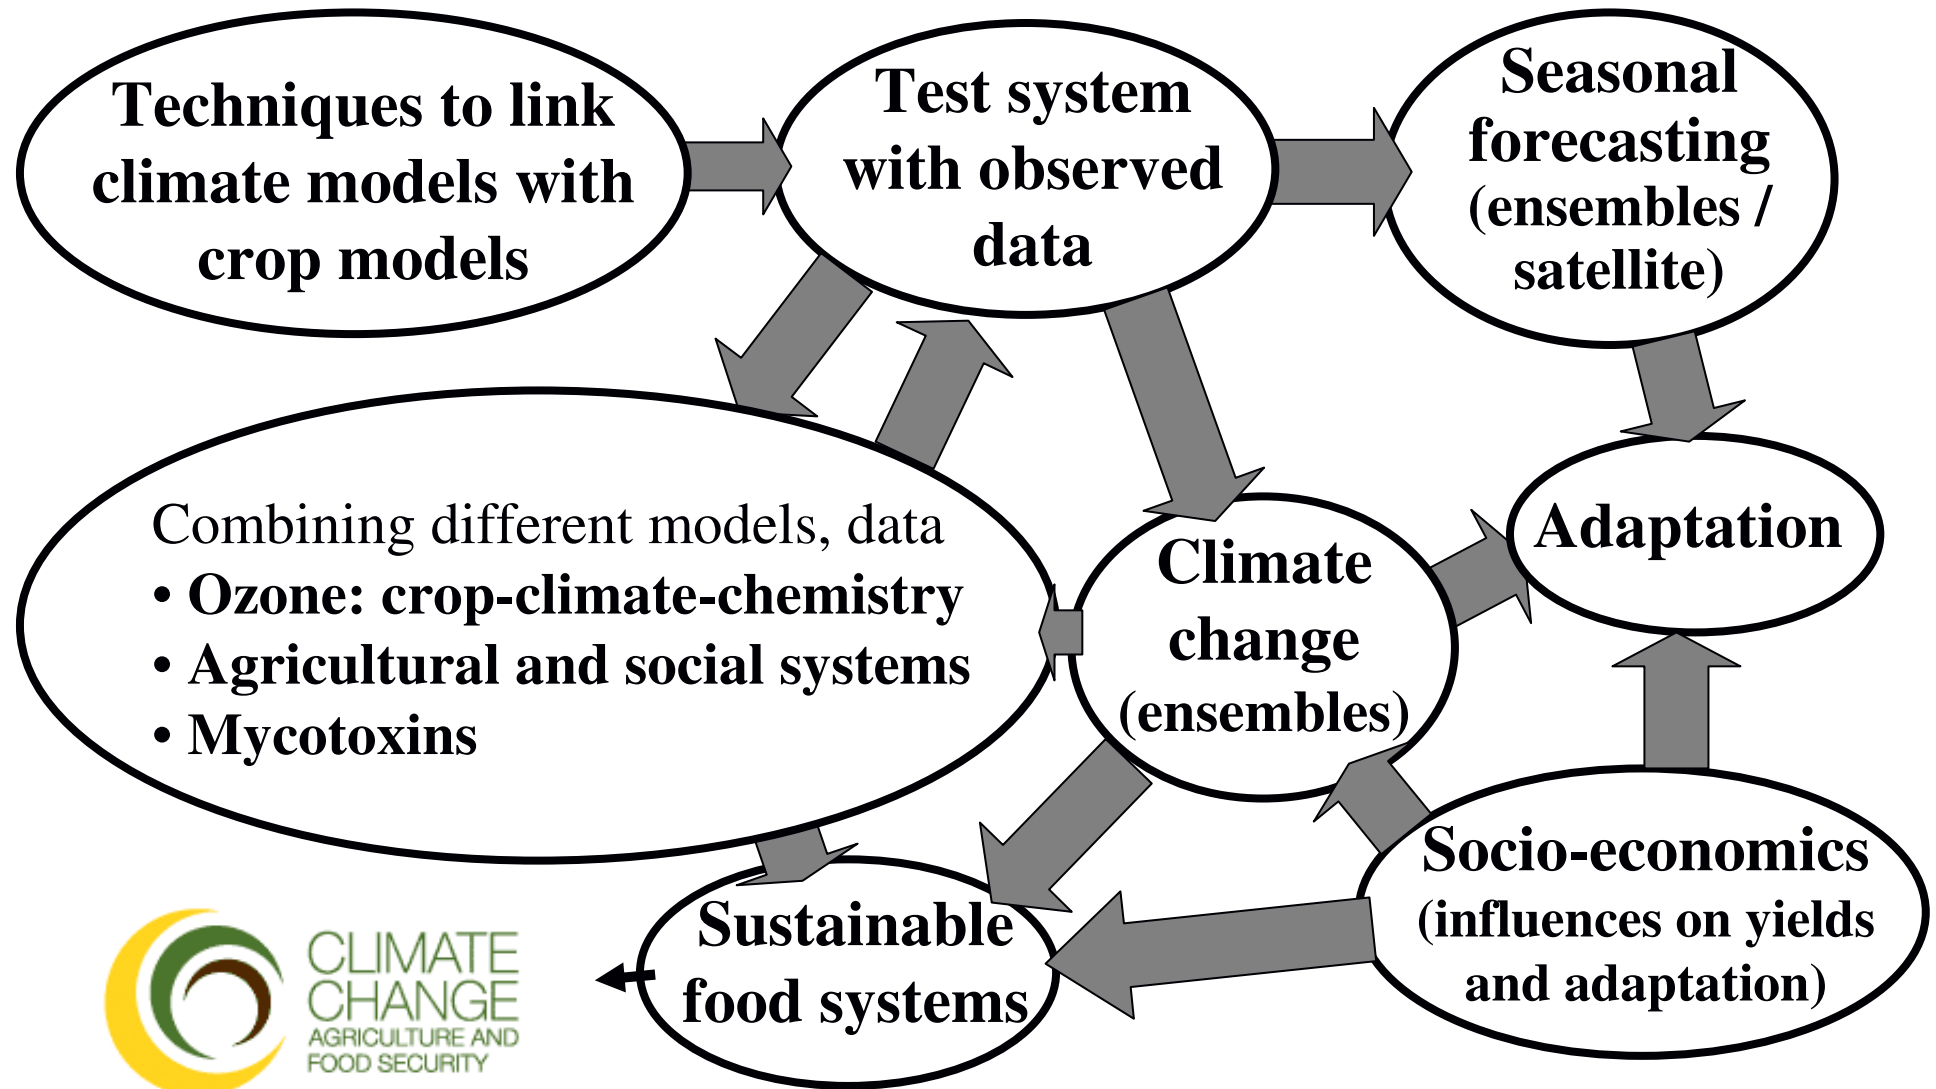 Techniques to link
climate models with
crop models
Test system
with observed
data
Seasonal
forecasting
(ensembles /
satellite)
Combining different models, data
• Ozone: crop-climate-chemistry
• Agricultural and social systems
• Mycotoxins
Climate
change
(ensembles)
Adaptation
Socio-economics
(influences on yields
and adaptation)
Sustainable
food systems
CLIMATE
CHANGE
AGRICULTURE AND
FOOD SECURITY